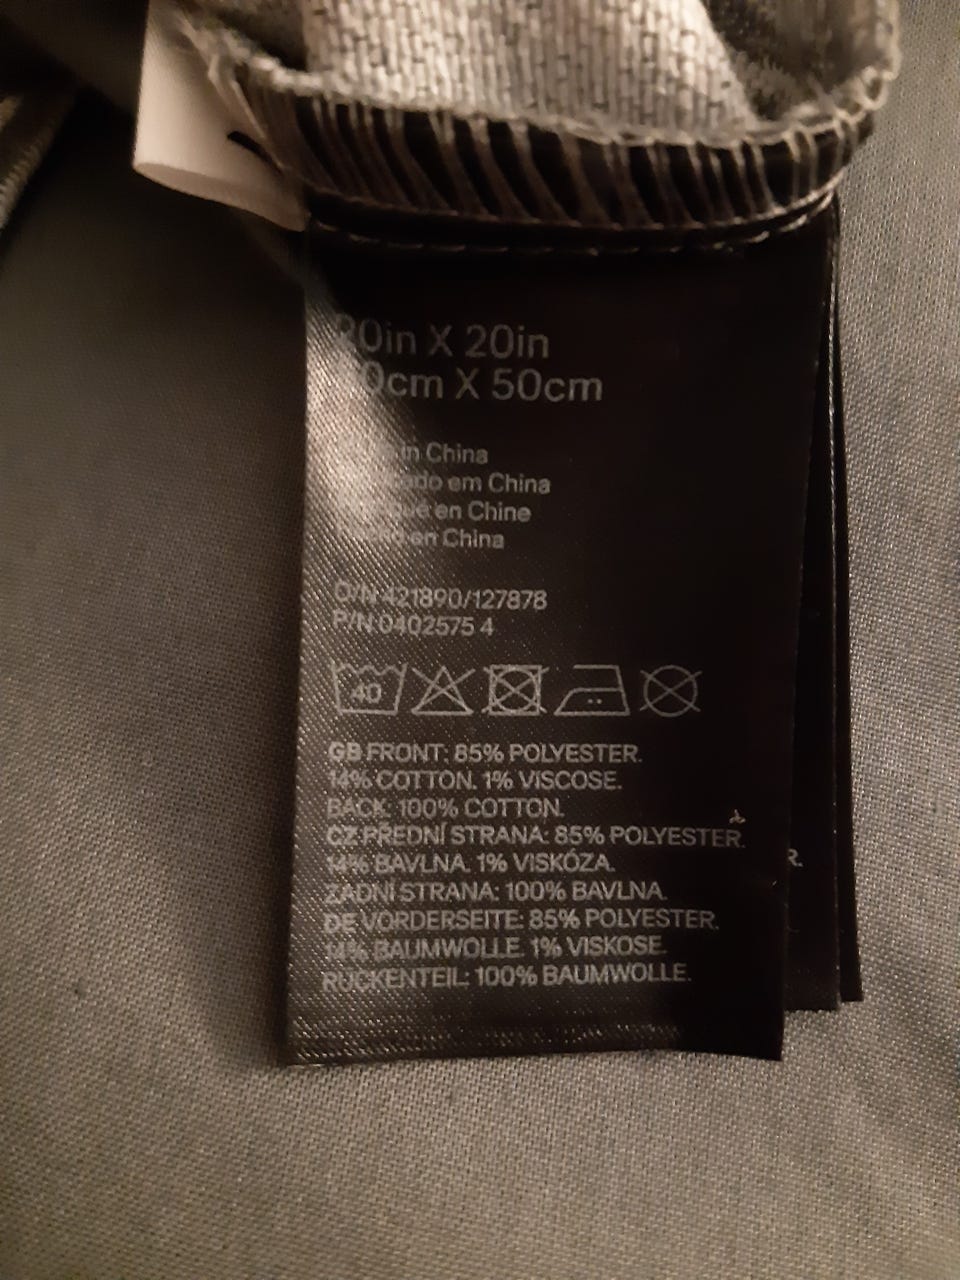 20in X 20in
50cm X 50cm
in China
em China
en Chine
en China
O/N 421890/127878
P/N 0402575 4
40
GB FRONT: 85% POLYESTER.
14% COTTON. 1% VISCOSE.
BACK: 100% COTTON.
CZ PŘEDNÍ STRANA: 85% POLYESTER.
14% BAVLNA. 1% VISKÓZA.
ZADNÍ STRANA: 100% BAVLNA.
DE VORDERSEITE: 85% POLYESTER.
14% BAUMWOLLE. 1% VISKOSE.
RÜCKENTEIL: 100% BAUMWOLLE.
R.